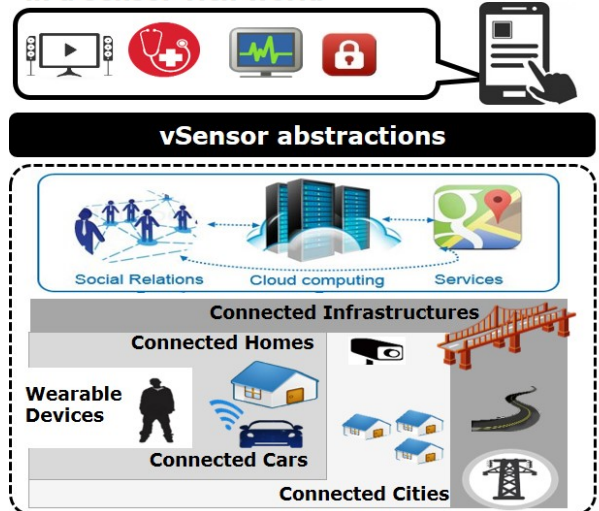 vSensor abstractions
Social Relations
Cloud computing
Services
Connected Infrastructures
Connected Homes
Wearable
Devices
Connected Cars
Connected Cities